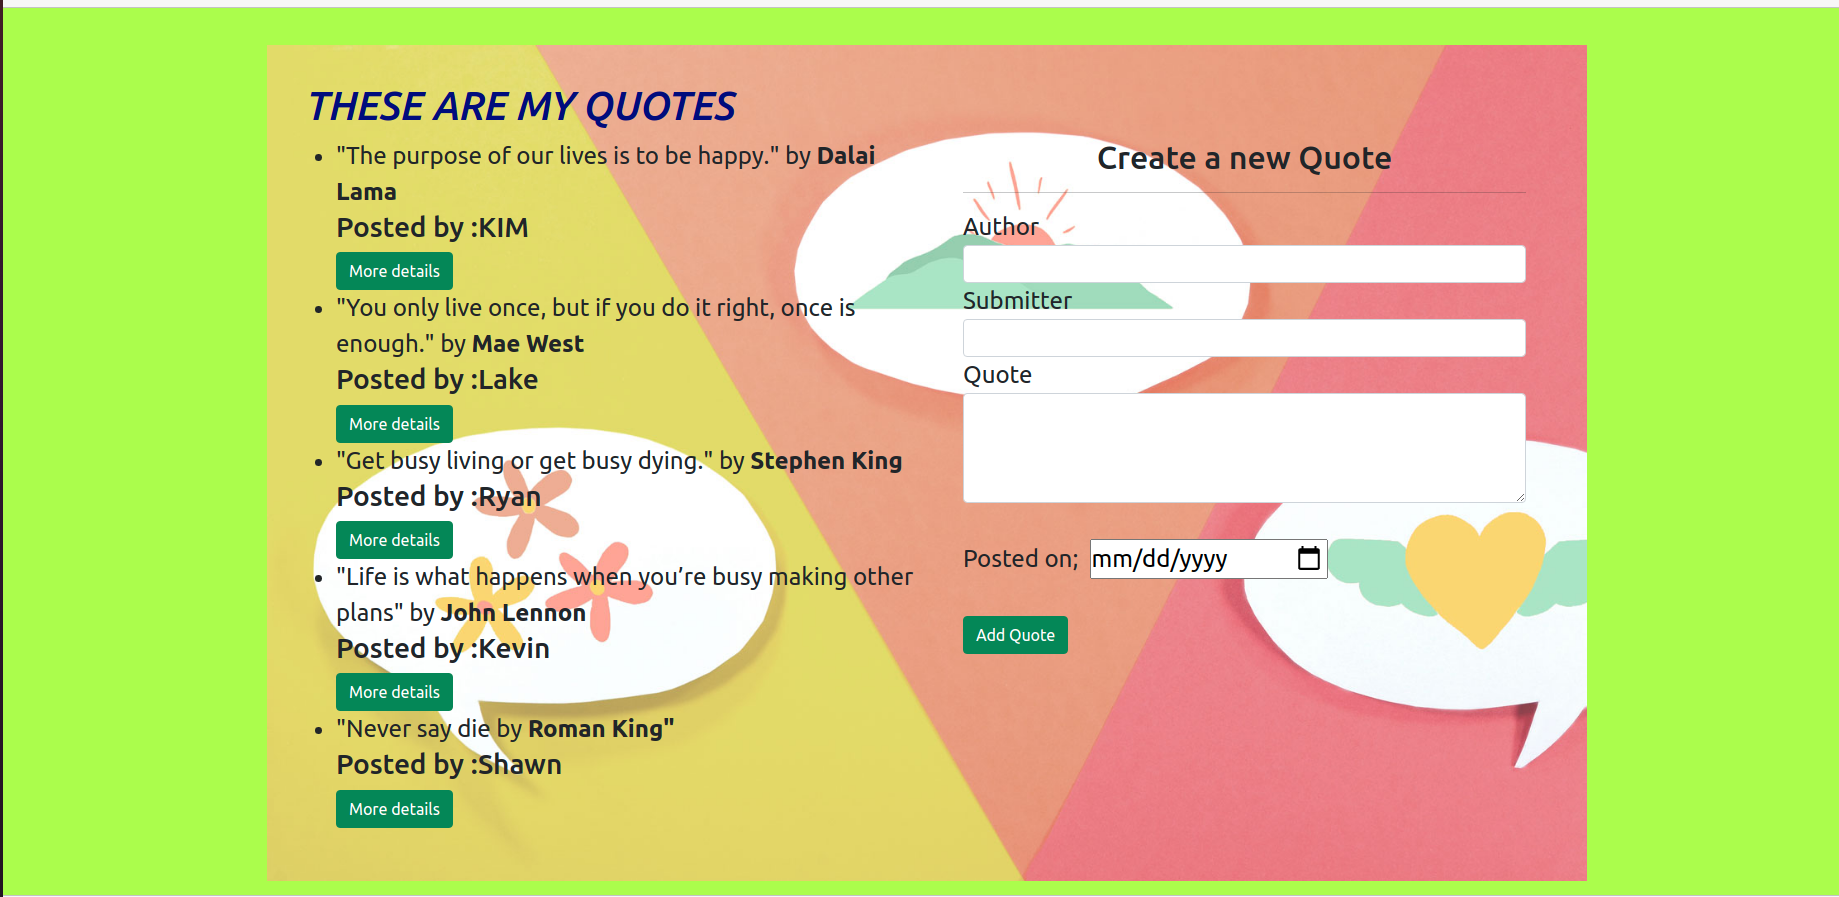 THESE ARE MY QUOTES
"The purpose of our lives is to be happy." by Dalai
Lama
Posted by :KIM
More details
"You only live once, but if you do it right, once is
enough." by Mae West
Posted by :Lake
More details
"Get busy living or get busy dying." by Stephen King
Posted by :Ryan
More details
"Life is what happens when you’re busy making other
plans" by John Lennon
Posted by :Kevin
More details
"Never say die by Roman King"
Posted by :Shawn
More details
Create a new Quote
Author
Submitter
Quote
Posted on; mm/dd/yyyy
Add Quote